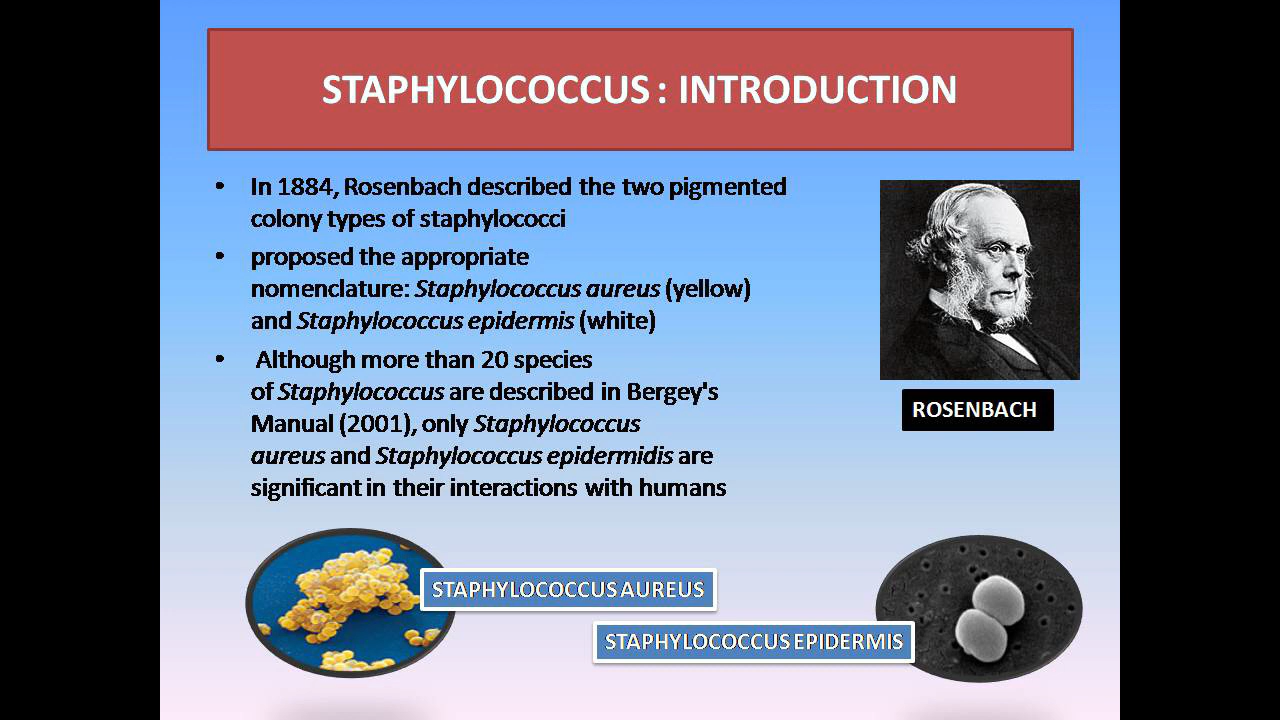 STAPHYLOCOCCUS : INTRODUCTION
• In 1884, Rosenbach described the two pigmented
colony types of staphylococci
• proposed the appropriate
nomenclature: Staphylococcus aureus (yellow)
and Staphylococcus epidermis (white)
• Although more than 20 species
of Staphylococcus are described in Bergey's
Manual (2001), only Staphylococcus
aureus and Staphylococcus epidermidis are
significant in their interactions with humans
ROSENBACH
STAPHYLOCOCCUS AUREUS
STAPHYLOCOCCUS EPIDERMIS